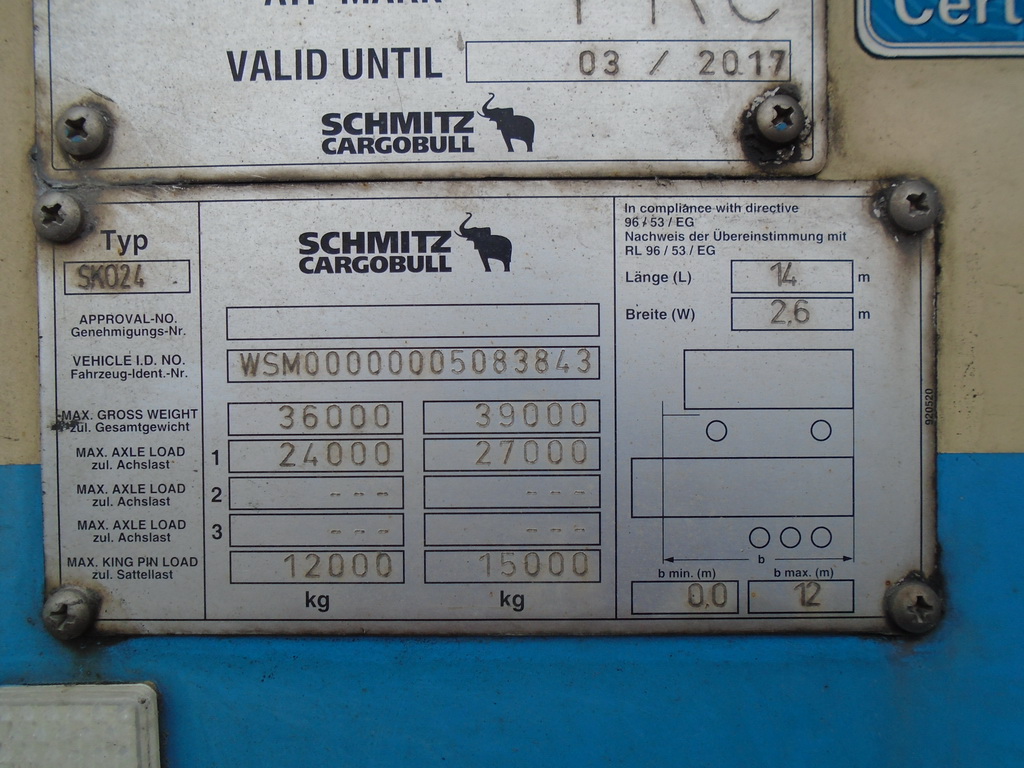 ATP MARK FRC
VALID UNTIL 03 / 2017
SCHMITZ
CARGOBULL
Cert
Typ
SK024
APPROVAL-NO.
Genehmigungs-Nr.
VEHICLE I.D. NO.
Fahrzeug-Ident.-Nr.
WSM00000005083843
MAX. GROSS WEIGHT
zul. Gesamtgewicht
36000 39000
MAX. AXLE LOAD
zul. Achslast
1 24000 27000
MAX. AXLE LOAD
zul. Achslast
2 --- ---
MAX. AXLE LOAD
zul. Achslast
3 --- ---
MAX. KING PIN LOAD
zul. Sattellast
12000 15000
kg kg
SCHMITZ
CARGOBULL
In compliance with directive
96 / 53 / EG
Nachweis der Übereinstimmung mit
RL 96 / 53 / EG
Länge (L) 14 m
Breite (W) 2.6 m
b
b min. (m) b max. (m)
0.0 12
920520